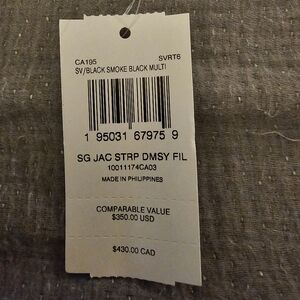 CA195 SVRT6
SV/BLACK SMOKE BLACK MULTI
1 95031 67975 9
SG JAC STRP DMSY FIL
10011174CA03
MADE IN PHILIPPINES
COMPARABLE VALUE
$350.00 USD
$430.00 CAD